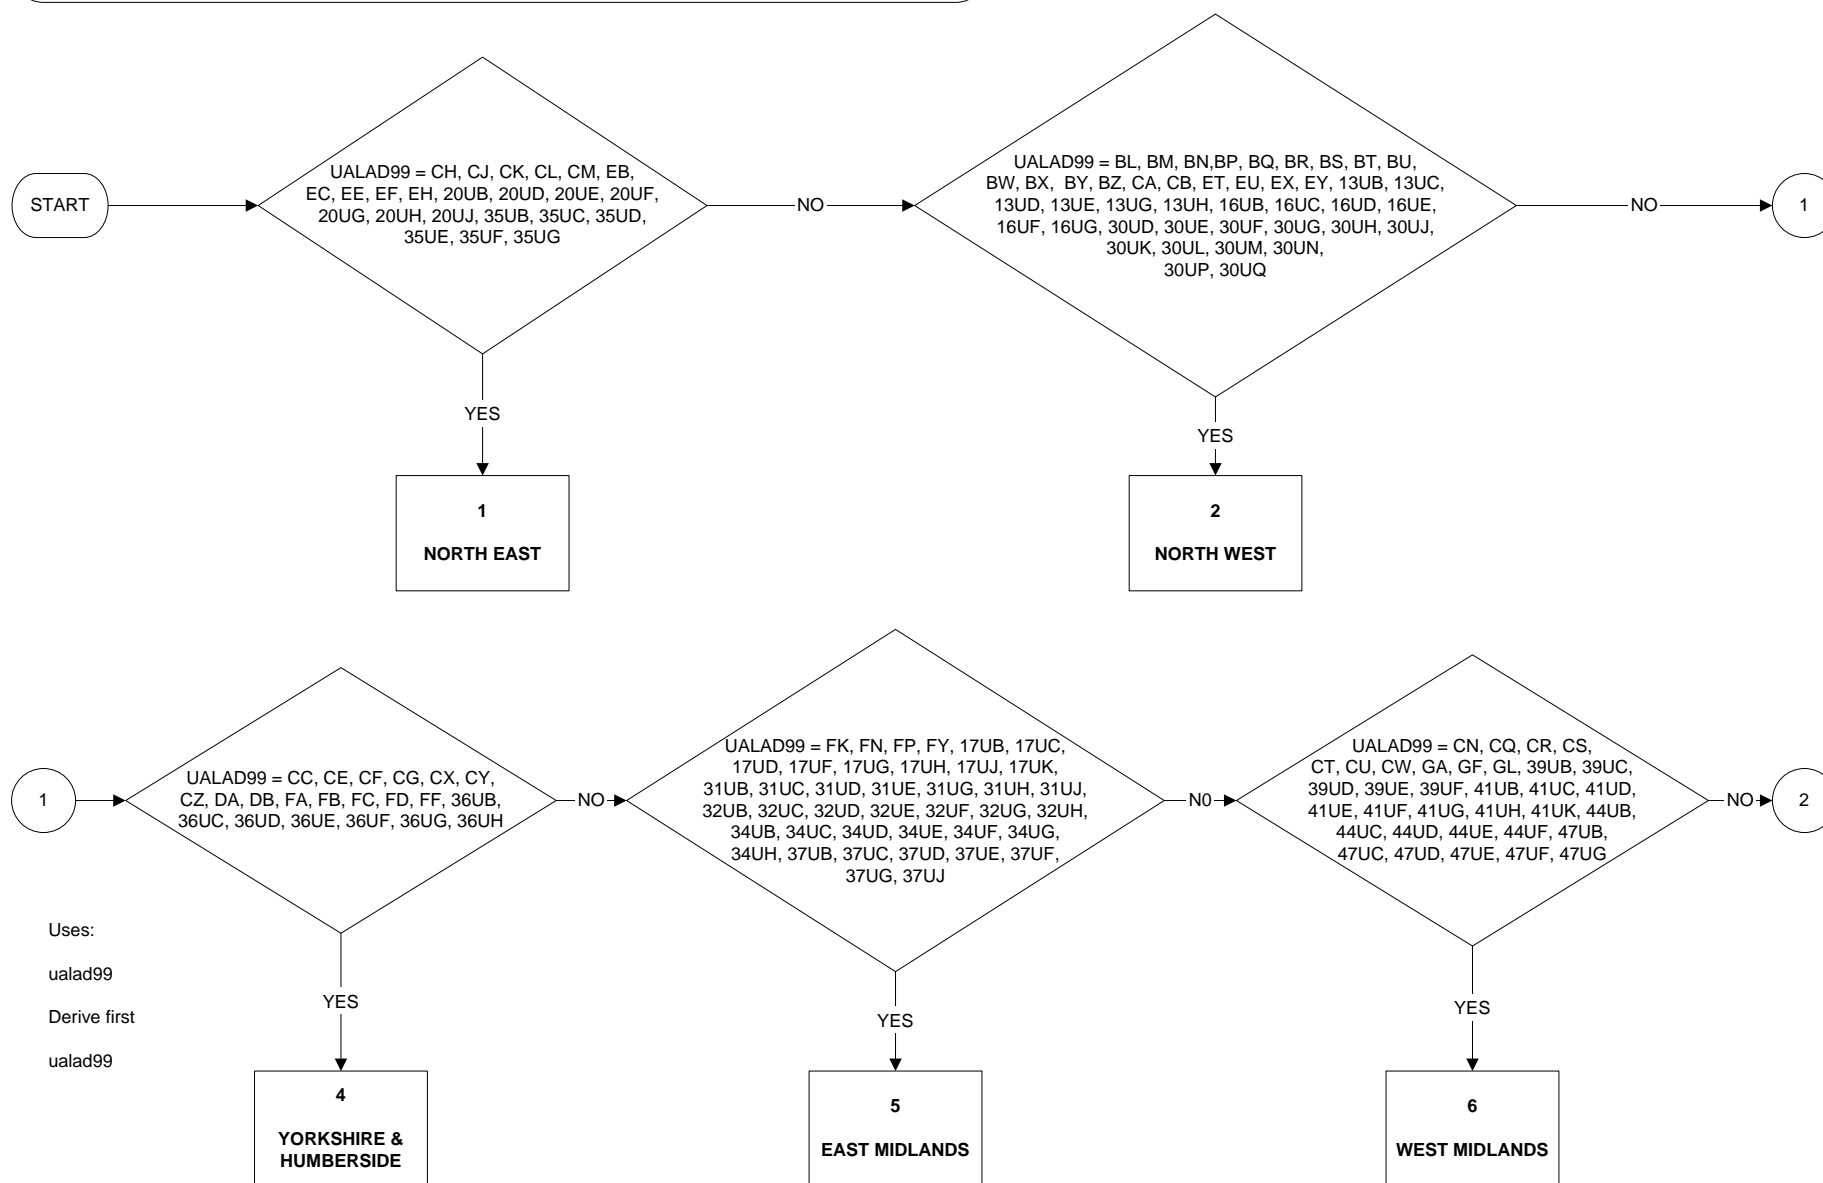 START
UALAD99 = CH, CJ, CK, CL, CM, EB,
EC, EE, EF, EH, 20UB, 20UD, 20UE, 20UF,
20UG, 20UH, 20UJ, 35UB, 35UC, 35UD,
35UE, 35UF, 35UG
NO
UALAD99 = BL, BM, BN,BP, BQ, BR, BS, BT, BU,
BW, BX, BY, BZ, CA, CB, ET, EU, EX, EY, 13UB, 13UC,
13UD, 13UE, 13UG, 13UH, 16UB, 16UC, 16UD, 16UE,
16UF, 16UG, 30UD, 30UE, 30UF, 30UG, 30UH, 30UJ,
30UK, 30UL, 30UM, 30UN,
30UP, 30UQ
NO
1
YES
YES
1
NORTH EAST
2
NORTH WEST
1
UALAD99 = CC, CE, CF, CG, CX, CY,
CZ, DA, DB, FA, FB, FC, FD, FF, 36UB,
36UC, 36UD, 36UE, 36UF, 36UG, 36UH
NO
UALAD99 = FK, FN, FP, FY, 17UB, 17UC,
17UD, 17UF, 17UG, 17UH, 17UJ, 17UK,
31UB, 31UC, 31UD, 31UE, 31UG, 31UH, 31UJ,
32UB, 32UC, 32UD, 32UE, 32UF, 32UG, 32UH,
34UB, 34UC, 34UD, 34UE, 34UF, 34UG,
34UH, 37UB, 37UC, 37UD, 37UE, 37UF,
37UG, 37UJ
N0
UALAD99 = CN, CQ, CR, CS,
CT, CU, CW, GA, GF, GL, 39UB, 39UC,
39UD, 39UE, 39UF, 41UB, 41UC, 41UD,
41UE, 41UF, 41UG, 41UH, 41UK, 44UB,
44UC, 44UD, 44UE, 44UF, 47UB,
47UC, 47UD, 47UE, 47UF, 47UG
NO
2
Uses:
ualad99
Derive first
ualad99
YES
YES
YES
4
YORKSHIRE &
HUMBERSIDE
5
EAST MIDLANDS
6
WEST MIDLANDS